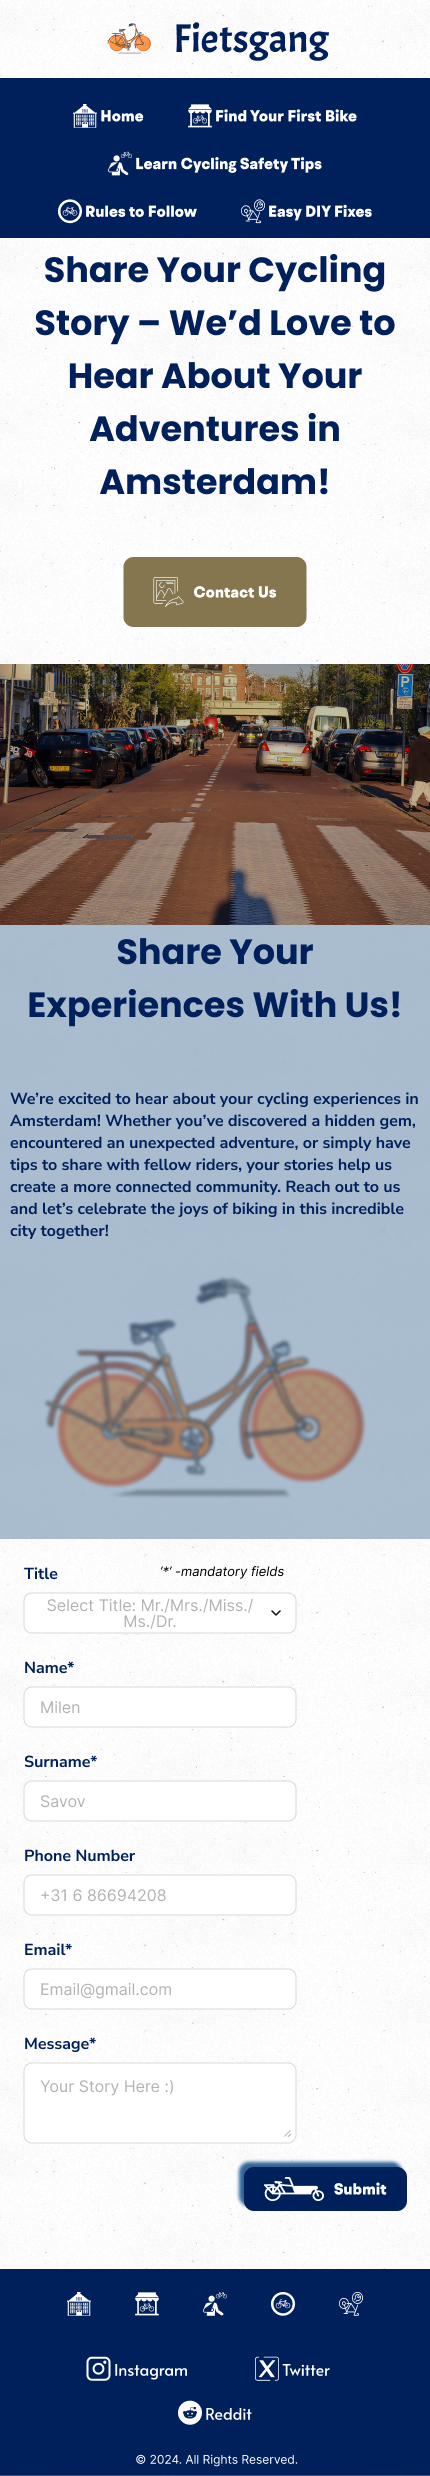 Fietsgang
Home Find Your First Bike
Learn Cycling Safety Tips
Rules to Follow Easy DIY Fixes
Share Your Cycling
Story – We’d Love to
Hear About Your
Adventures in
Amsterdam!
Contact Us
P
Share Your
Experiences With Us!
We’re excited to hear about your cycling experiences in
Amsterdam! Whether you’ve discovered a hidden gem,
encountered an unexpected adventure, or simply have
tips to share with fellow riders, your stories help us
create a more connected community. Reach out to us
and let’s celebrate the joys of biking in this incredible
city together!
Title ‘*’ -mandatory fields
Select Title: Mr./Mrs./Miss./
Ms./Dr.
Name*
Milen
Surname*
Savov
Phone Number
+31 6 86694208
Email*
Email@gmail.com
Message*
Your Story Here :)
Submit
Instagram Twitter
Reddit
© 2024. All Rights Reserved.